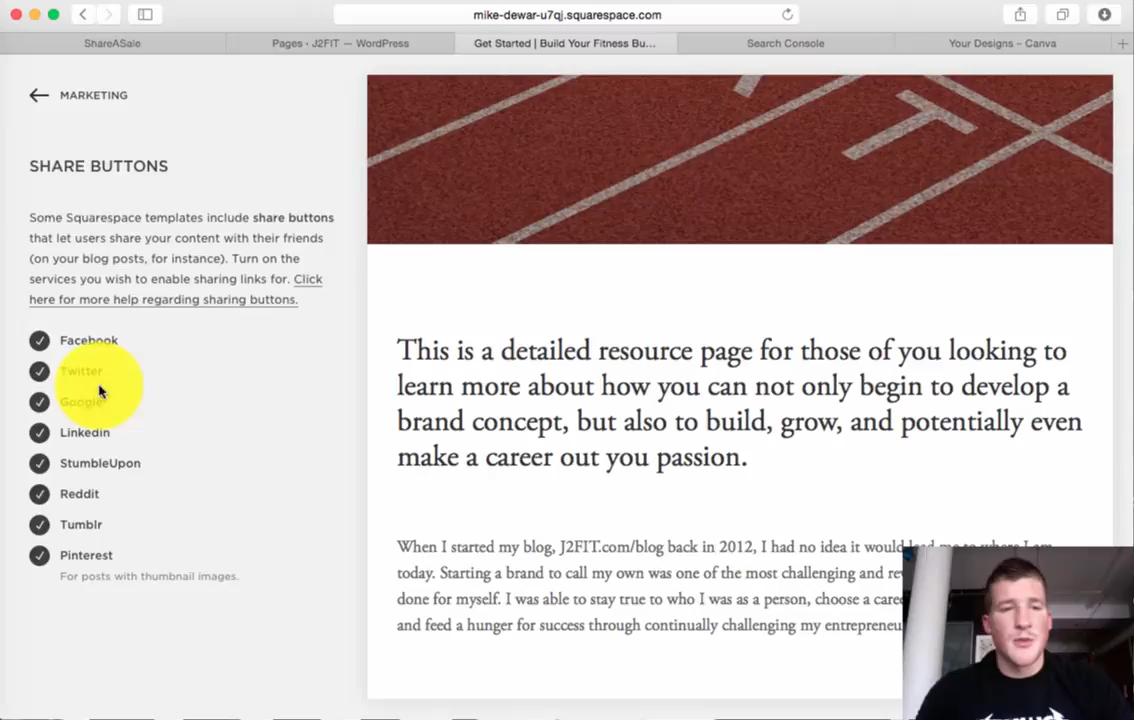 mike-dewar-u7qj.squarespace.com
ShareASale
Pages · J2FIT — WordPress
Get Started | Build Your Fitness Bu...
Search Console
Your Designs – Canva
MARKETING
SHARE BUTTONS
Some Squarespace templates include share buttons
that let users share your content with their friends
(on your blog posts, for instance). Turn on the
services you wish to enable sharing links for. Click
here for more help regarding sharing buttons.
Facebook
Twitter
Google
Linkedin
StumbleUpon
Reddit
Tumblr
Pinterest
For posts with thumbnail images.
This is a detailed resource page for those of you looking to
learn more about how you can not only begin to develop a
brand concept, but also to build, grow, and potentially even
make a career out you passion.
When I started my blog, J2FIT.com/blog back in 2012, I had no idea it would lead me to where I am
today. Starting a brand to call my own was one of the most challenging and
done for myself. I was able to stay true to who I was as a person, choose a
and feed a hunger for success through continually challenging my